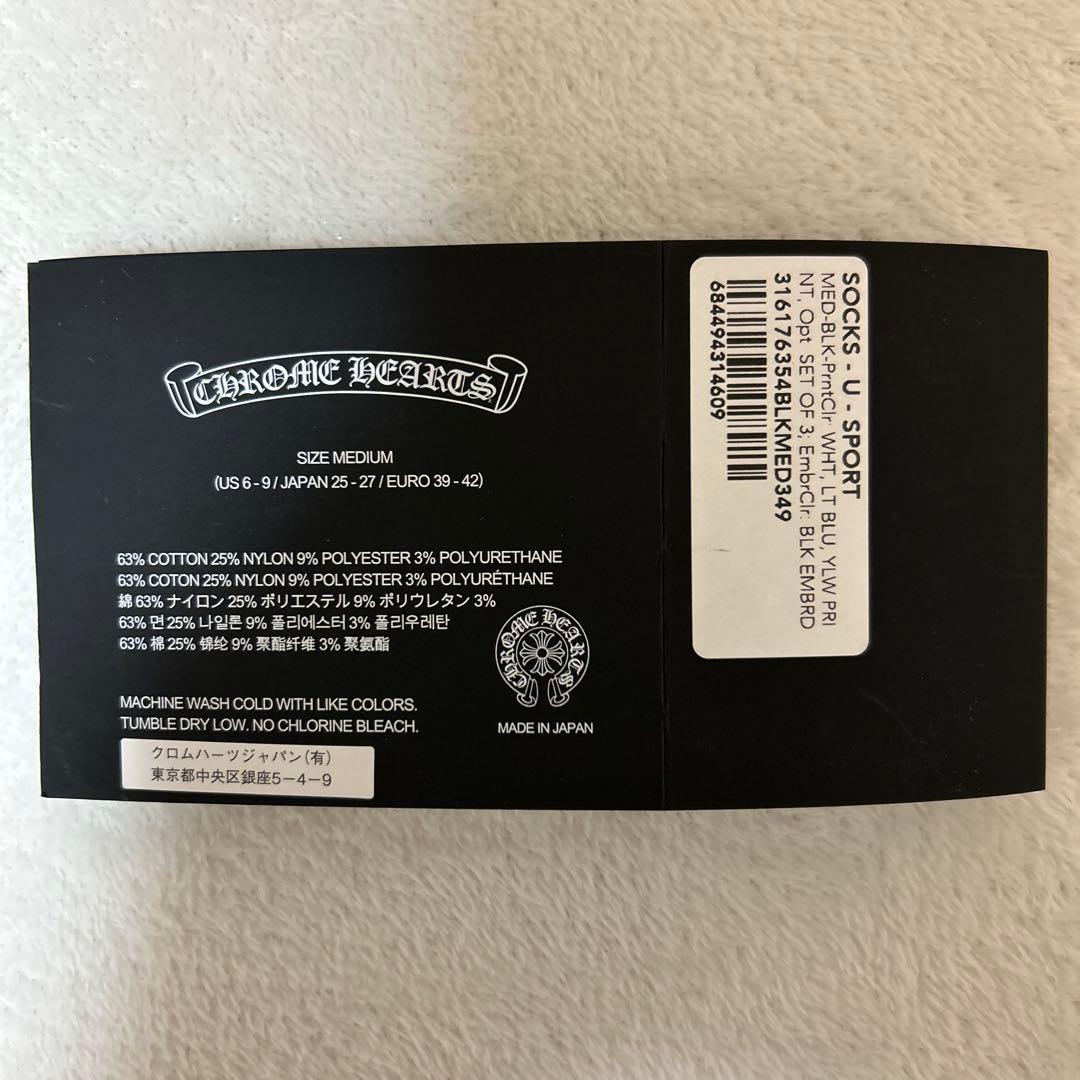 CHROME HEARTS
SIZE MEDIUM
(US 6 - 9 / JAPAN 25 - 27 / EURO 39 - 42)
63% COTTON 25% NYLON 9% POLYESTER 3% POLYURETHANE
63% COTON 25% NYLON 9% POLYESTER 3% POLYURÉTHANE
綿 63% ナイロン 25% ポリエステル 9% ポリウレタン 3%
63% 면 25% 나일론 9% 폴리에스터 3% 폴리우레탄
63% 棉 25% 锦纶 9% 聚酯纤维 3% 聚氨酯
MACHINE WASH COLD WITH LIKE COLORS.
TUMBLE DRY LOW. NO CHLORINE BLEACH.
クロムハーツジャパン(有)
東京都中央区銀座5-4-9
CHROME HEARTS
MADE IN JAPAN
SOCKS - U - SPORT
MED-BLK-PrntClr: WHT, LT BLU, YLW PRI
NT, Opt SET OF 3; EmbrClr: BLK EMBRD
316176354BLKMED349
684494314609